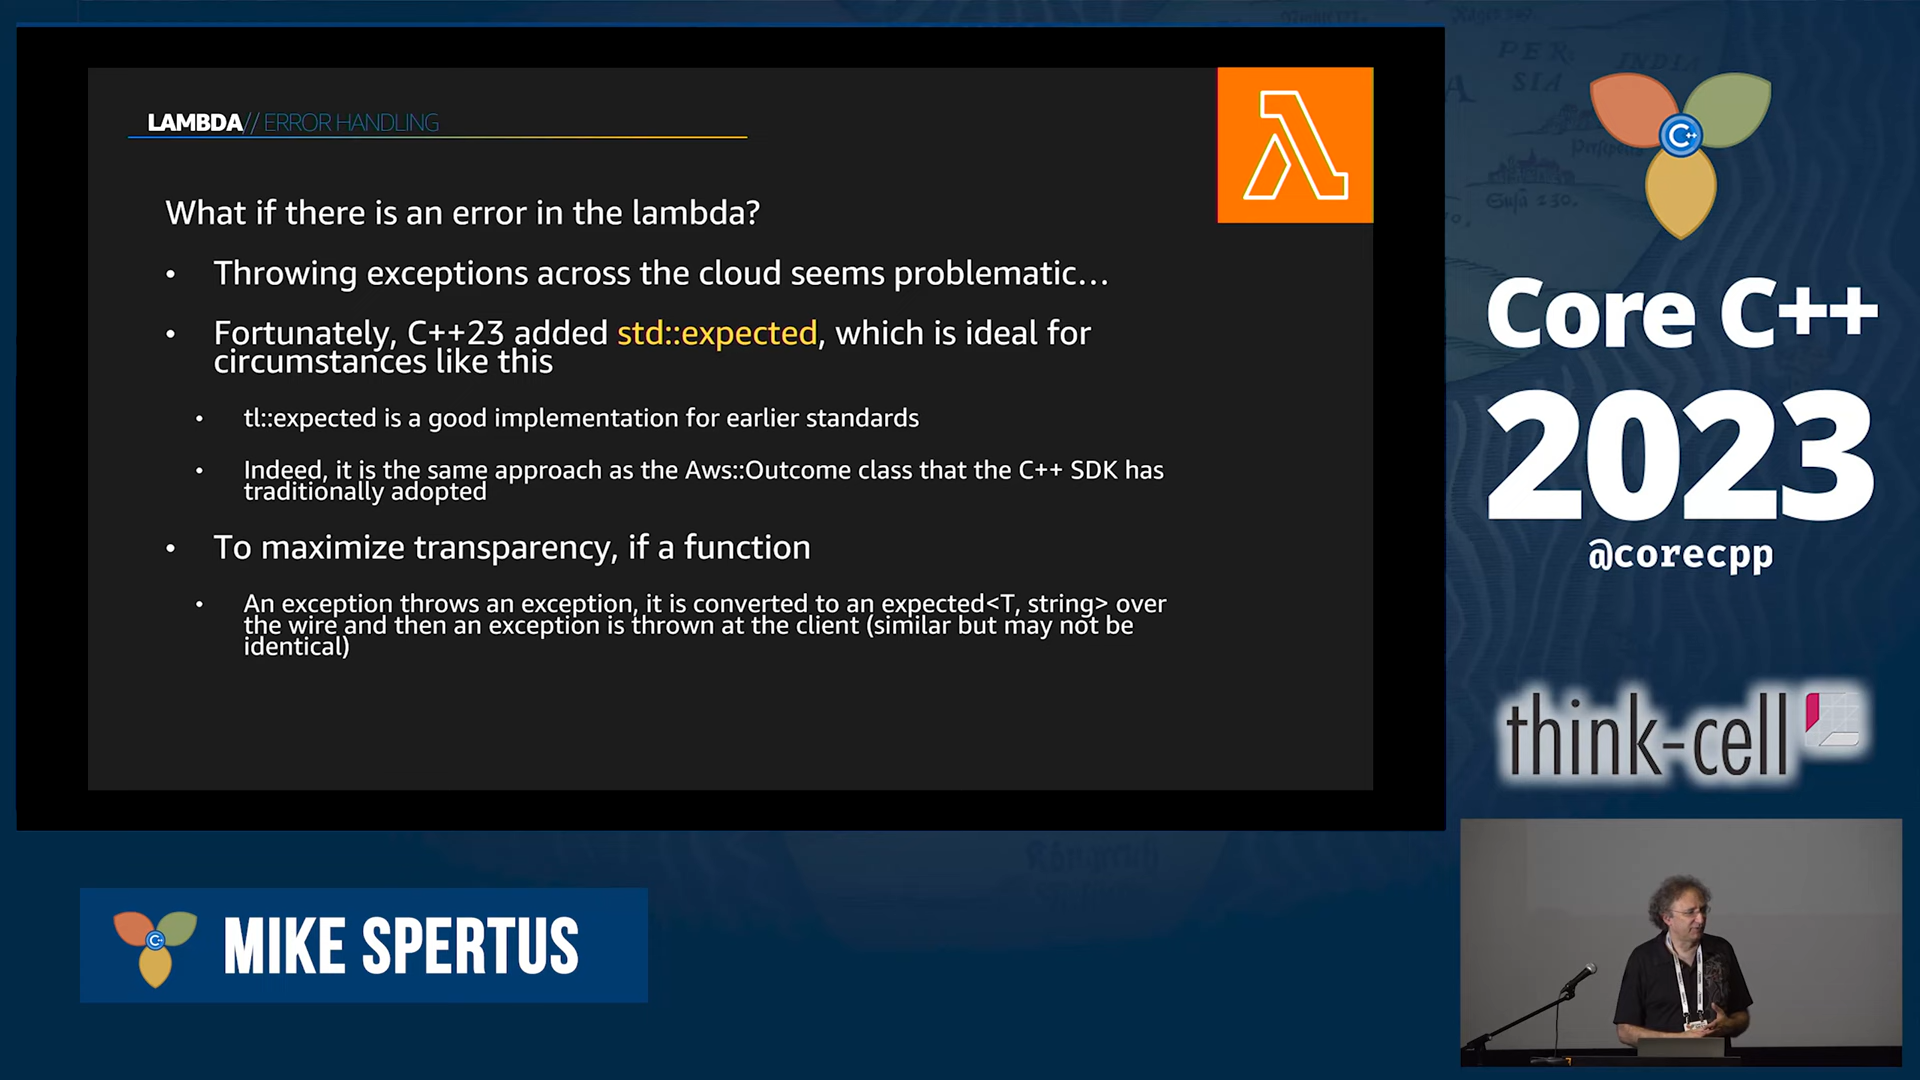 LAMBDA// ERROR HANDLING
What if there is an error in the lambda?
• Throwing exceptions across the cloud seems problematic…
• Fortunately, C++23 added std::expected, which is ideal for
circumstances like this
• tl::expected is a good implementation for earlier standards
• Indeed, it is the same approach as the Aws::Outcome class that the C++ SDK has
traditionally adopted
• To maximize transparency, if a function
• An exception throws an exception, it is converted to an expected<T, string> over
the wire and then an exception is thrown at the client (similar but may not be
identical)
PER
SIA
INDIA
C++
Core C++
2023
@corecpp
think-cell
C++
MIKE SPERTUS